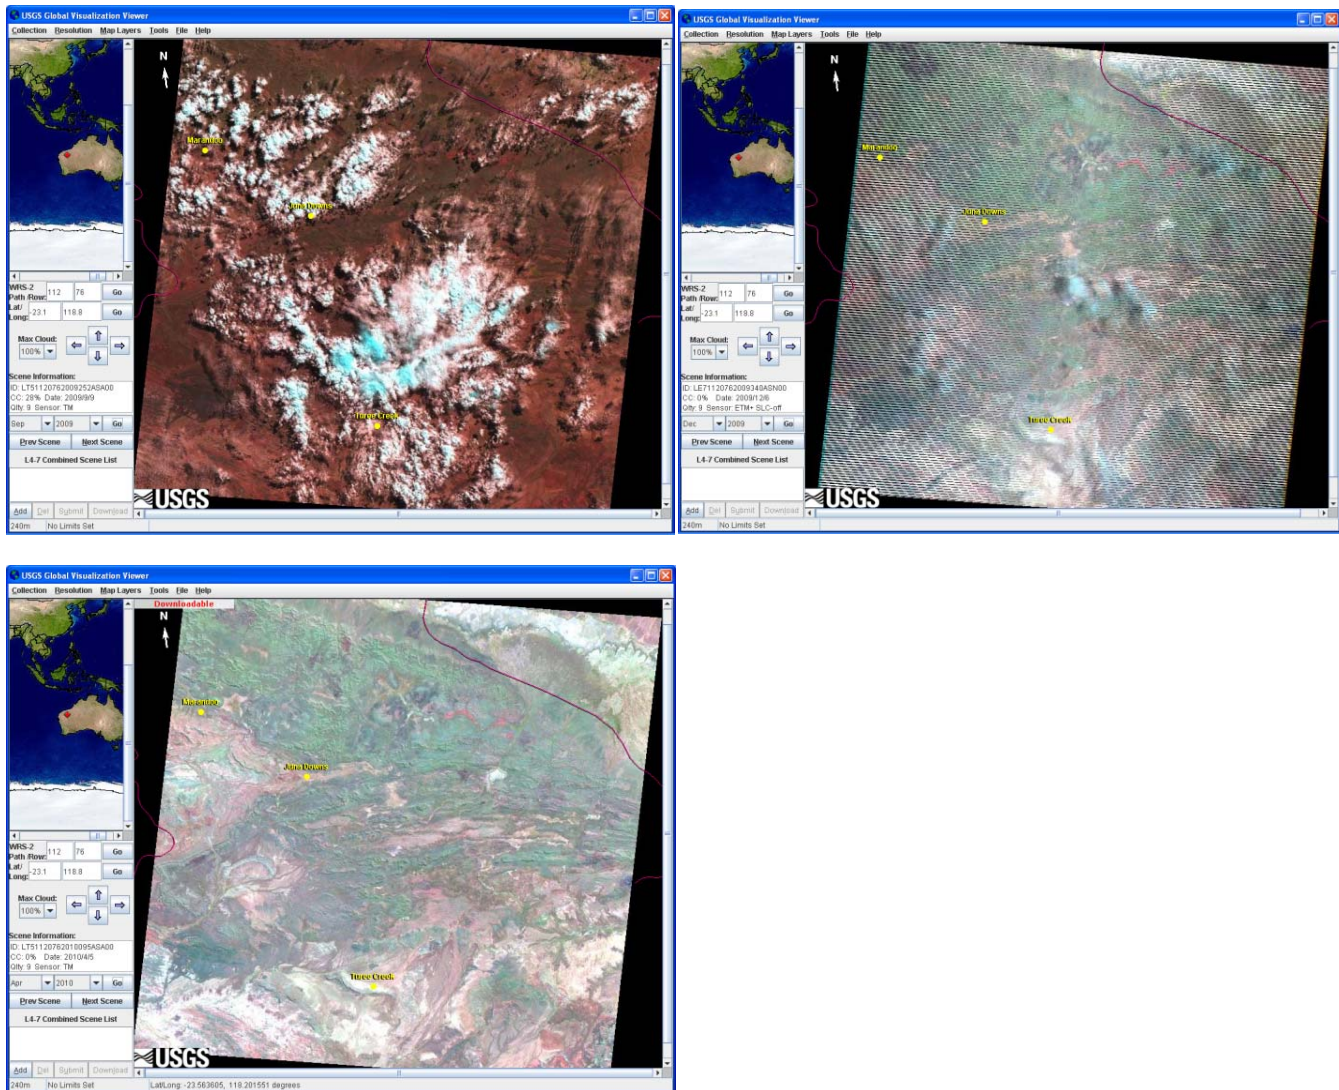 USGS Global Visualization Viewer
Collection Resolution Map Layers Tools File Help
N
Marandoo
Juna Downs
Turee Creek
WRS-2
Path /Row: 112 76 Go
Lat/
Long: -23.1 118.8 Go
Max Cloud:
100%
Scene Information:
ID: LT51120762009252ASA00
CC: 28% Date: 2009/9/9
Qlty: 9 Sensor: TM
Sep 2009 Go
Prev Scene Next Scene
L4-7 Combined Scene List
Add Del Submit Download
USGS
240m No Limits Set
USGS Global Visualization Viewer
Collection Resolution Map Layers Tools File Help
N
Marandoo
Juna Downs
Turee Creek
WRS-2
Path /Row: 112 76 Go
Lat/
Long: -23.1 118.8 Go
Max Cloud:
100%
Scene Information:
ID: LE71120762009340ASN00
CC: 0% Date: 2009/12/6
Qlty: 9 Sensor: ETM+ SLC-off
Dec 2009 Go
Prev Scene Next Scene
L4-7 Combined Scene List
Add Del Submit Download
USGS
240m No Limits Set
USGS Global Visualization Viewer
Collection Resolution Map Layers Tools File Help
Downloadable
N
Marandoo
Juna Downs
Turee Creek
WRS-2
Path /Row: 112 76 Go
Lat/
Long: -23.1 118.8 Go
Max Cloud:
100%
Scene Information:
ID: LT51120762010095ASA00
CC: 0% Date: 2010/4/5
Qlty: 9 Sensor: TM
Apr 2010 Go
Prev Scene Next Scene
L4-7 Combined Scene List
Add Del Submit Download
USGS
240m No Limits Set Lat/Long: -23.563605, 118.201551 degrees